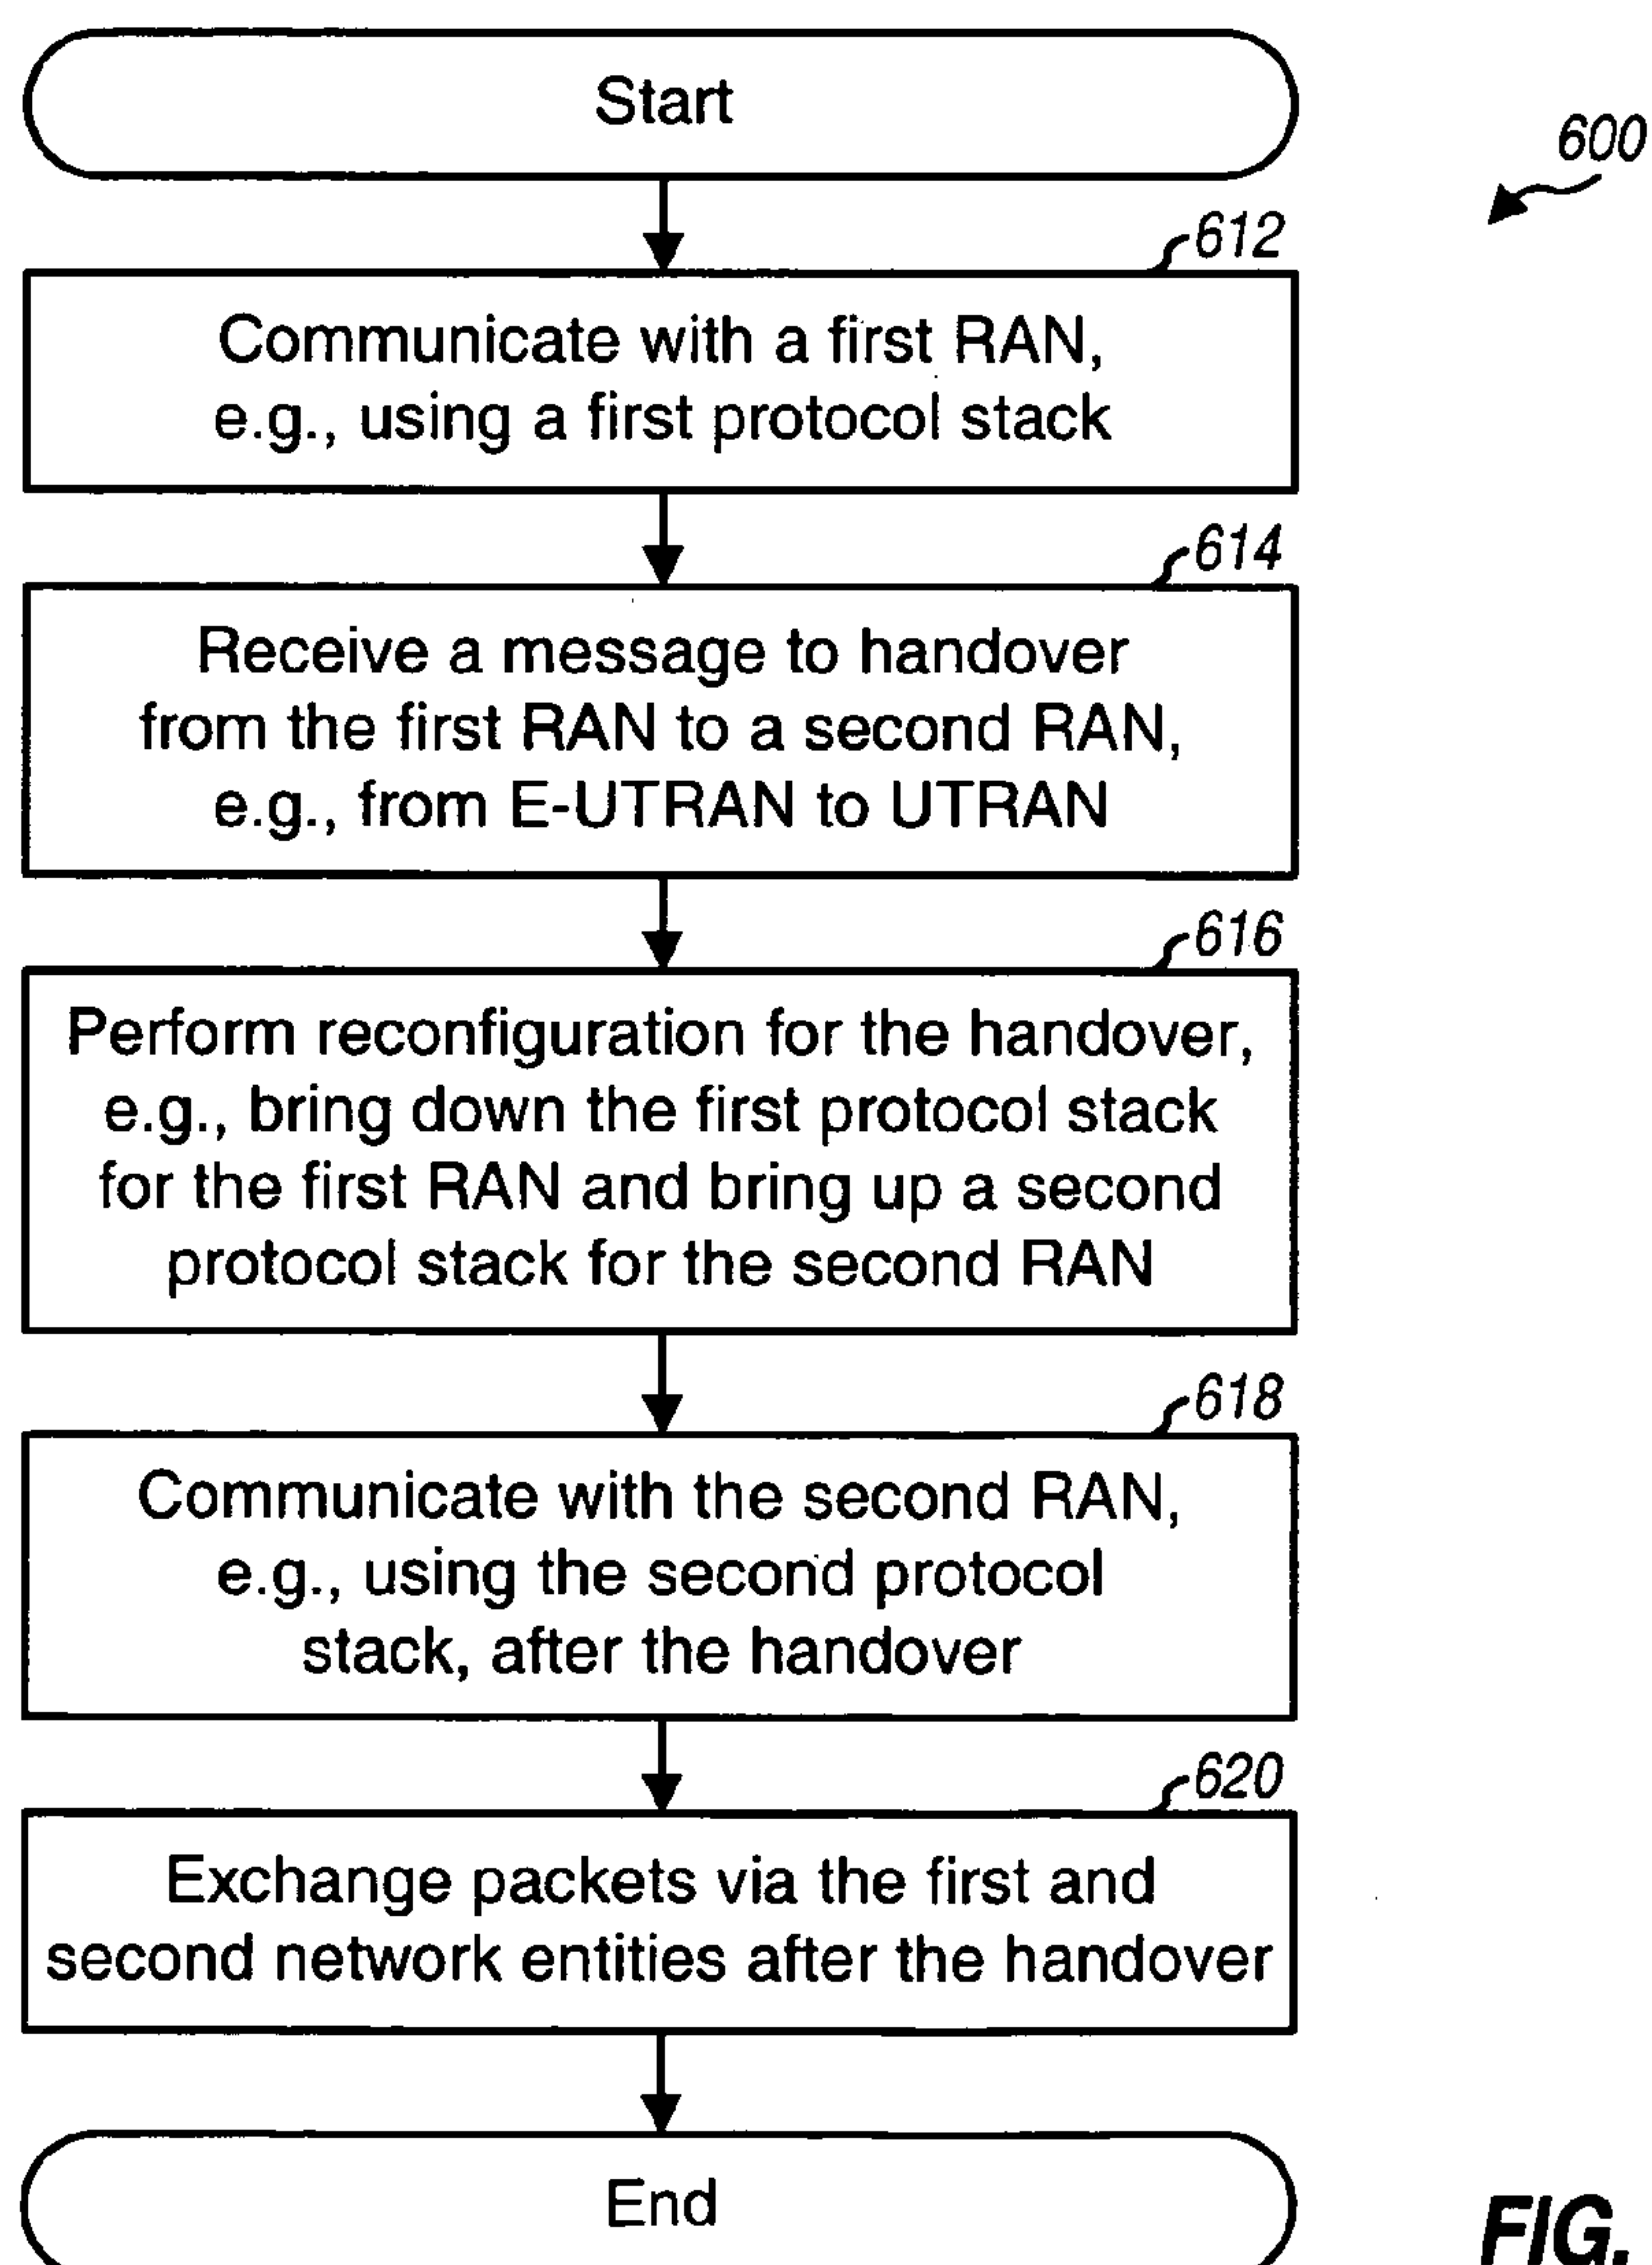 Start
600
612
Communicate with a first RAN,
e.g., using a first protocol stack
614
Receive a message to handover
from the first RAN to a second RAN,
e.g., from E-UTRAN to UTRAN
616
Perform reconfiguration for the handover,
e.g., bring down the first protocol stack
for the first RAN and bring up a second
protocol stack for the second RAN
618
Communicate with the second RAN,
e.g., using the second protocol
stack, after the handover
620
Exchange packets via the first and
second network entities after the handover
End
FIG.